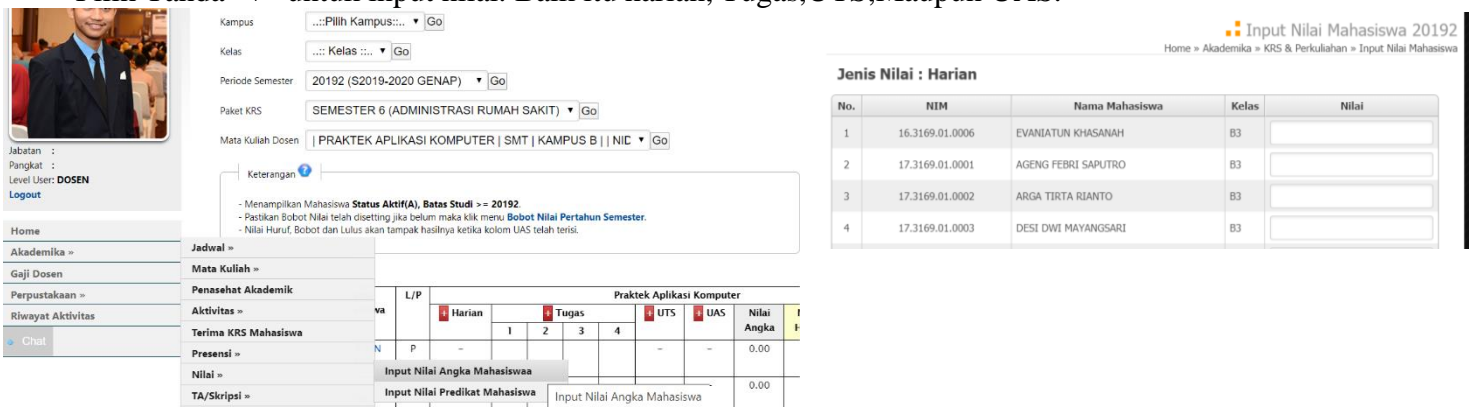 Kampus ..::Pilih Kampus::.. Go
Kelas ..:: Kelas ::.. Go
Periode Semester 20192 (S2019-2020 GENAP) Go
Paket KRS SEMESTER 6 (ADMINISTRASI RUMAH SAKIT) Go
Mata Kuliah Dosen | PRAKTEK APLIKASI KOMPUTER | SMT | KAMPUS B | | NID Go
Keterangan
- Menampilkan Mahasiswa Status Aktif(A), Batas Studi >= 20192.
- Pastikan Bobot Nilai telah disetting jika belum maka klik menu Bobot Nilai Pertahun Semester.
- Nilai Huruf, Bobot dan Lulus akan tampak hasilnya ketika kolom UAS telah terisi.
Jabatan :
Pangkat :
Level User: DOSEN
Logout
Home
Akademika »
Gaji Dosen
Perpustakaan »
Riwayat Aktivitas
Chat
Jadwal »
Mata Kuliah »
Penasehat Akademik
Aktivitas »
Terima KRS Mahasiswa
Presensi »
Nilai »
TA/Skripsi »
Input Nilai Angka Mahasiswaa
Input Nilai Predikat Mahasiswa
Input Nilai Angka Mahasiswa
L/P Praktek Aplikasi Komputer
+ Harian + Tugas + UTS + UAS Nilai Angka
1 2 3 4
P - - - 0.00
0.00
Input Nilai Mahasiswa 20192
Home » Akademika » KRS & Perkuliahan » Input Nilai Mahasiswa
Jenis Nilai : Harian
No. NIM Nama Mahasiswa Kelas Nilai
1 16.3169.01.0006 EVANIATUN KHASANAH B3
2 17.3169.01.0001 AGENG FEBRI SAPUTRO B3
3 17.3169.01.0002 ARGA TIRTA RIANTO B3
4 17.3169.01.0003 DESI DWI MAYANGSARI B3